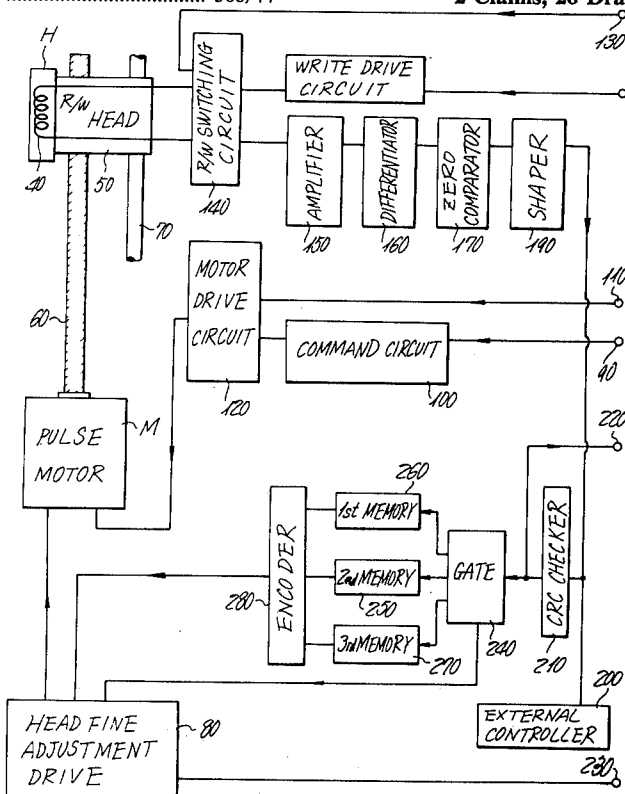 2 Claims,
130
H
R/W
HEAD
40
50
70
R/W SWITCHING
CIRCUIT
140
WRITE DRIVE
CIRCUIT
AMPLIFIER
150
DIFFERENTIATOR
160
ZERO
COMPARATOR
170
SHAPER
190
60
MOTOR
DRIVE
CIRCUIT
120
110
COMMAND CIRCUIT
100
90
PULSE
MOTOR
M
220
260
1st MEMORY
ENCODER
280
2nd MEMORY
250
3rd MEMORY
270
GATE
240
CRC CHECKER
210
200
EXTERNAL
CONTROLLER
HEAD FINE
ADJUSTMENT
DRIVE
80
230